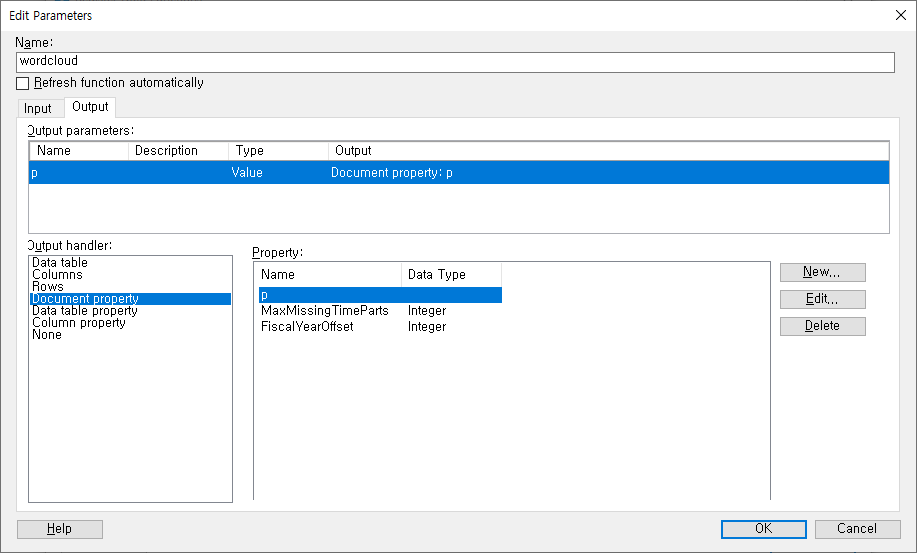 Edit Parameters
Name:
wordcloud
Refresh function automatically
Input Output
Output parameters:
Name Description Type Output
p Value Document property: p
Output handler:
Data table
Columns
Rows
Document property
Data table property
Column property
None
Property:
Name Data Type
p
MaxMissingTimeParts Integer
FiscalYearOffset Integer
New...
Edit...
Delete
Help OK Cancel